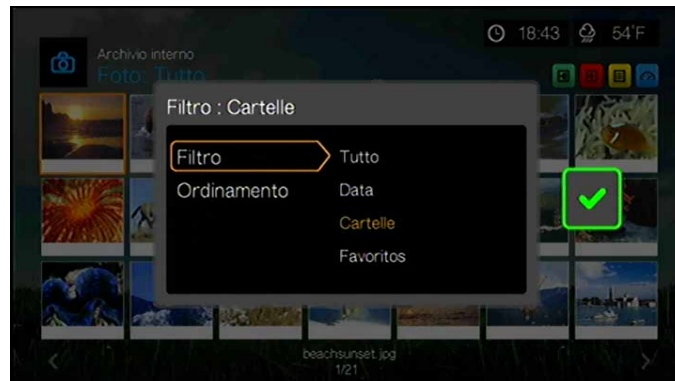 18:43 54°F
Archivio interno
Foto: Tutto
Filtro : Cartelle
Filtro
Tutto
Ordinamento
Data
Cartelle
Favoritos
beachsunset.jpg
1/21